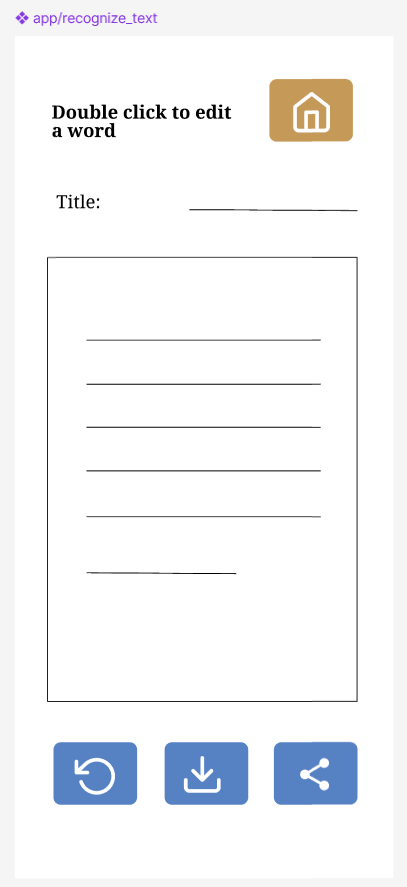 app/recognize_text
Double click to edit
a word
Title: